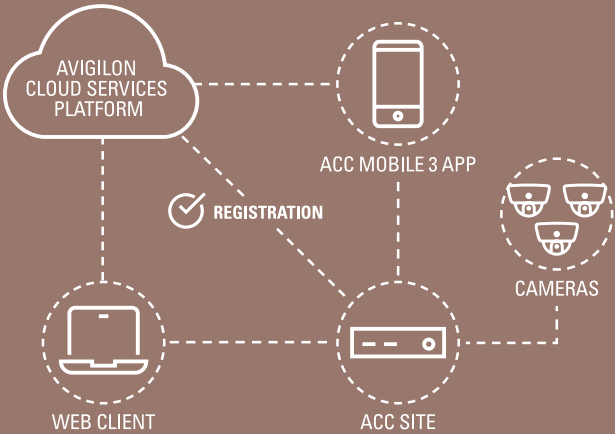 AVIGILON
CLOUD SERVICES
PLATFORM
ACC MOBILE 3 APP
REGISTRATION
CAMERAS
WEB CLIENT
ACC SITE